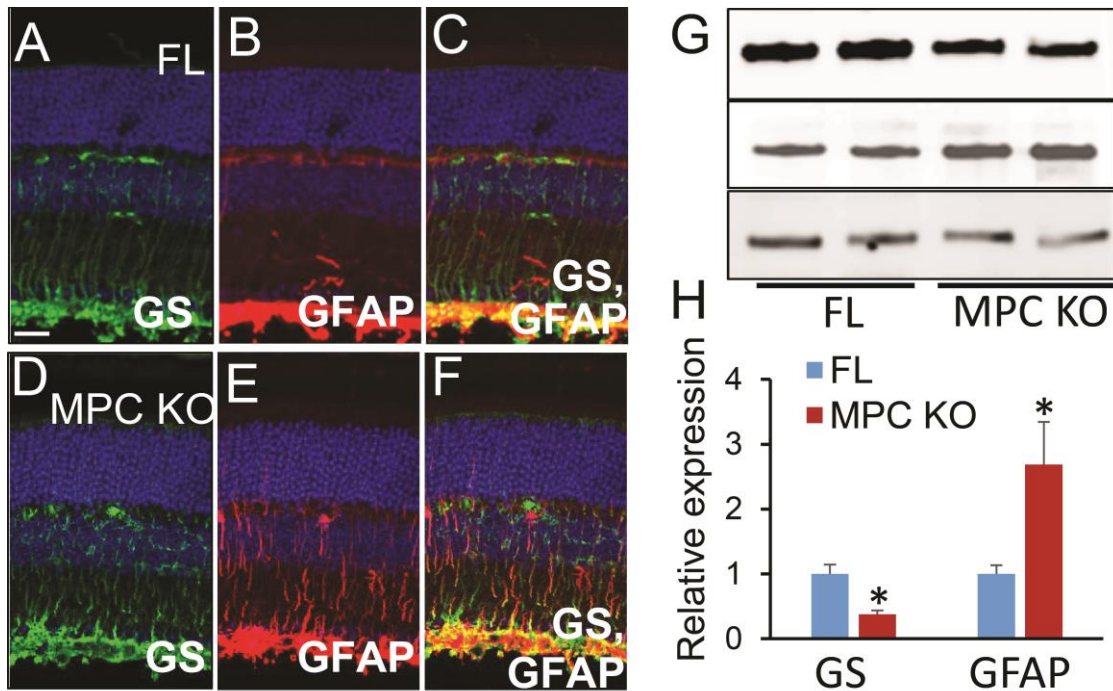 A
FL
GS
B
GFAP
C
GS,
GFAP
D
MPC KO
GS
E
GFAP
F
GS,
GFAP
G
FL
MPC KO
H
FL
MPC KO
Relative expression
4
3
2
1
0
*
*
GS
GFAP